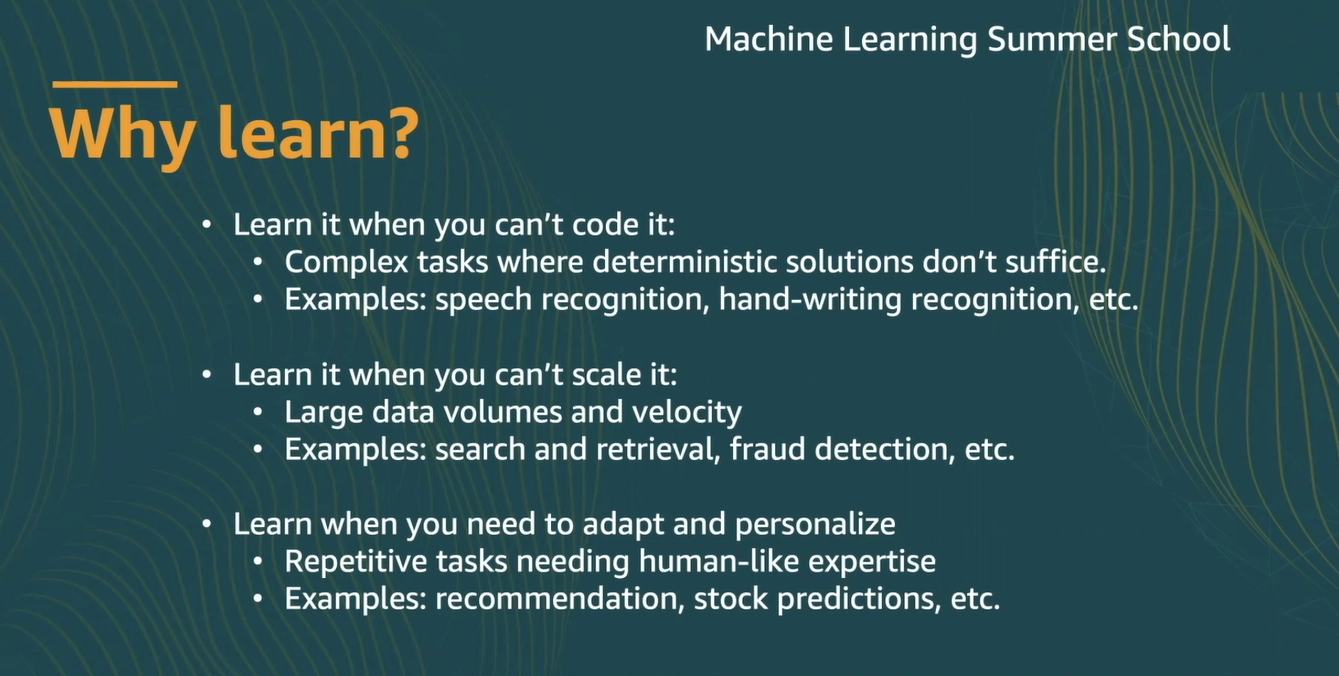 Machine Learning Summer School
Why learn?
• Learn it when you can’t code it:
• Complex tasks where deterministic solutions don’t suffice.
• Examples: speech recognition, hand-writing recognition, etc.
• Learn it when you can’t scale it:
• Large data volumes and velocity
• Examples: search and retrieval, fraud detection, etc.
• Learn when you need to adapt and personalize
• Repetitive tasks needing human-like expertise
• Examples: recommendation, stock predictions, etc.